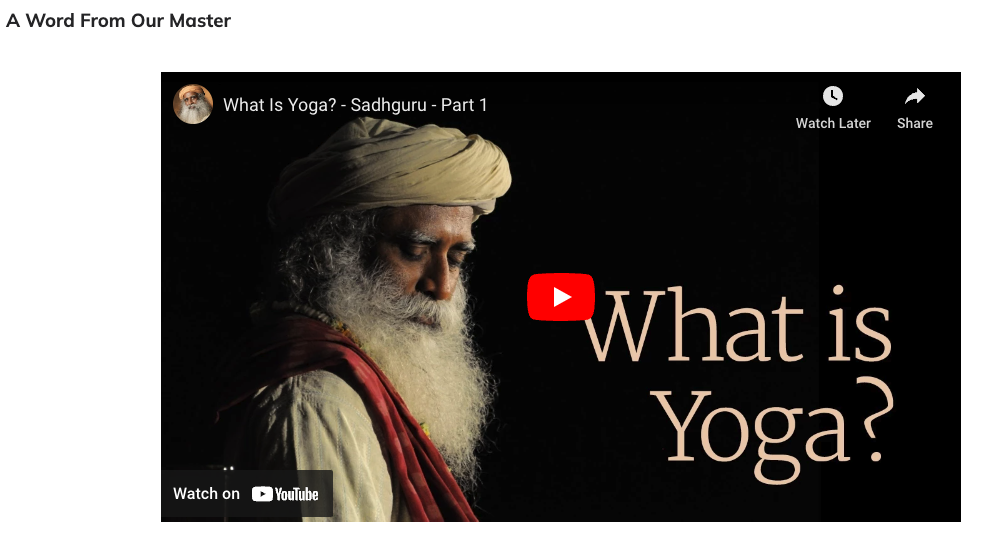 A Word From Our Master
What Is Yoga? - Sadhguru - Part 1
Watch Later
Share
What is
Yoga?
Watch on YouTube